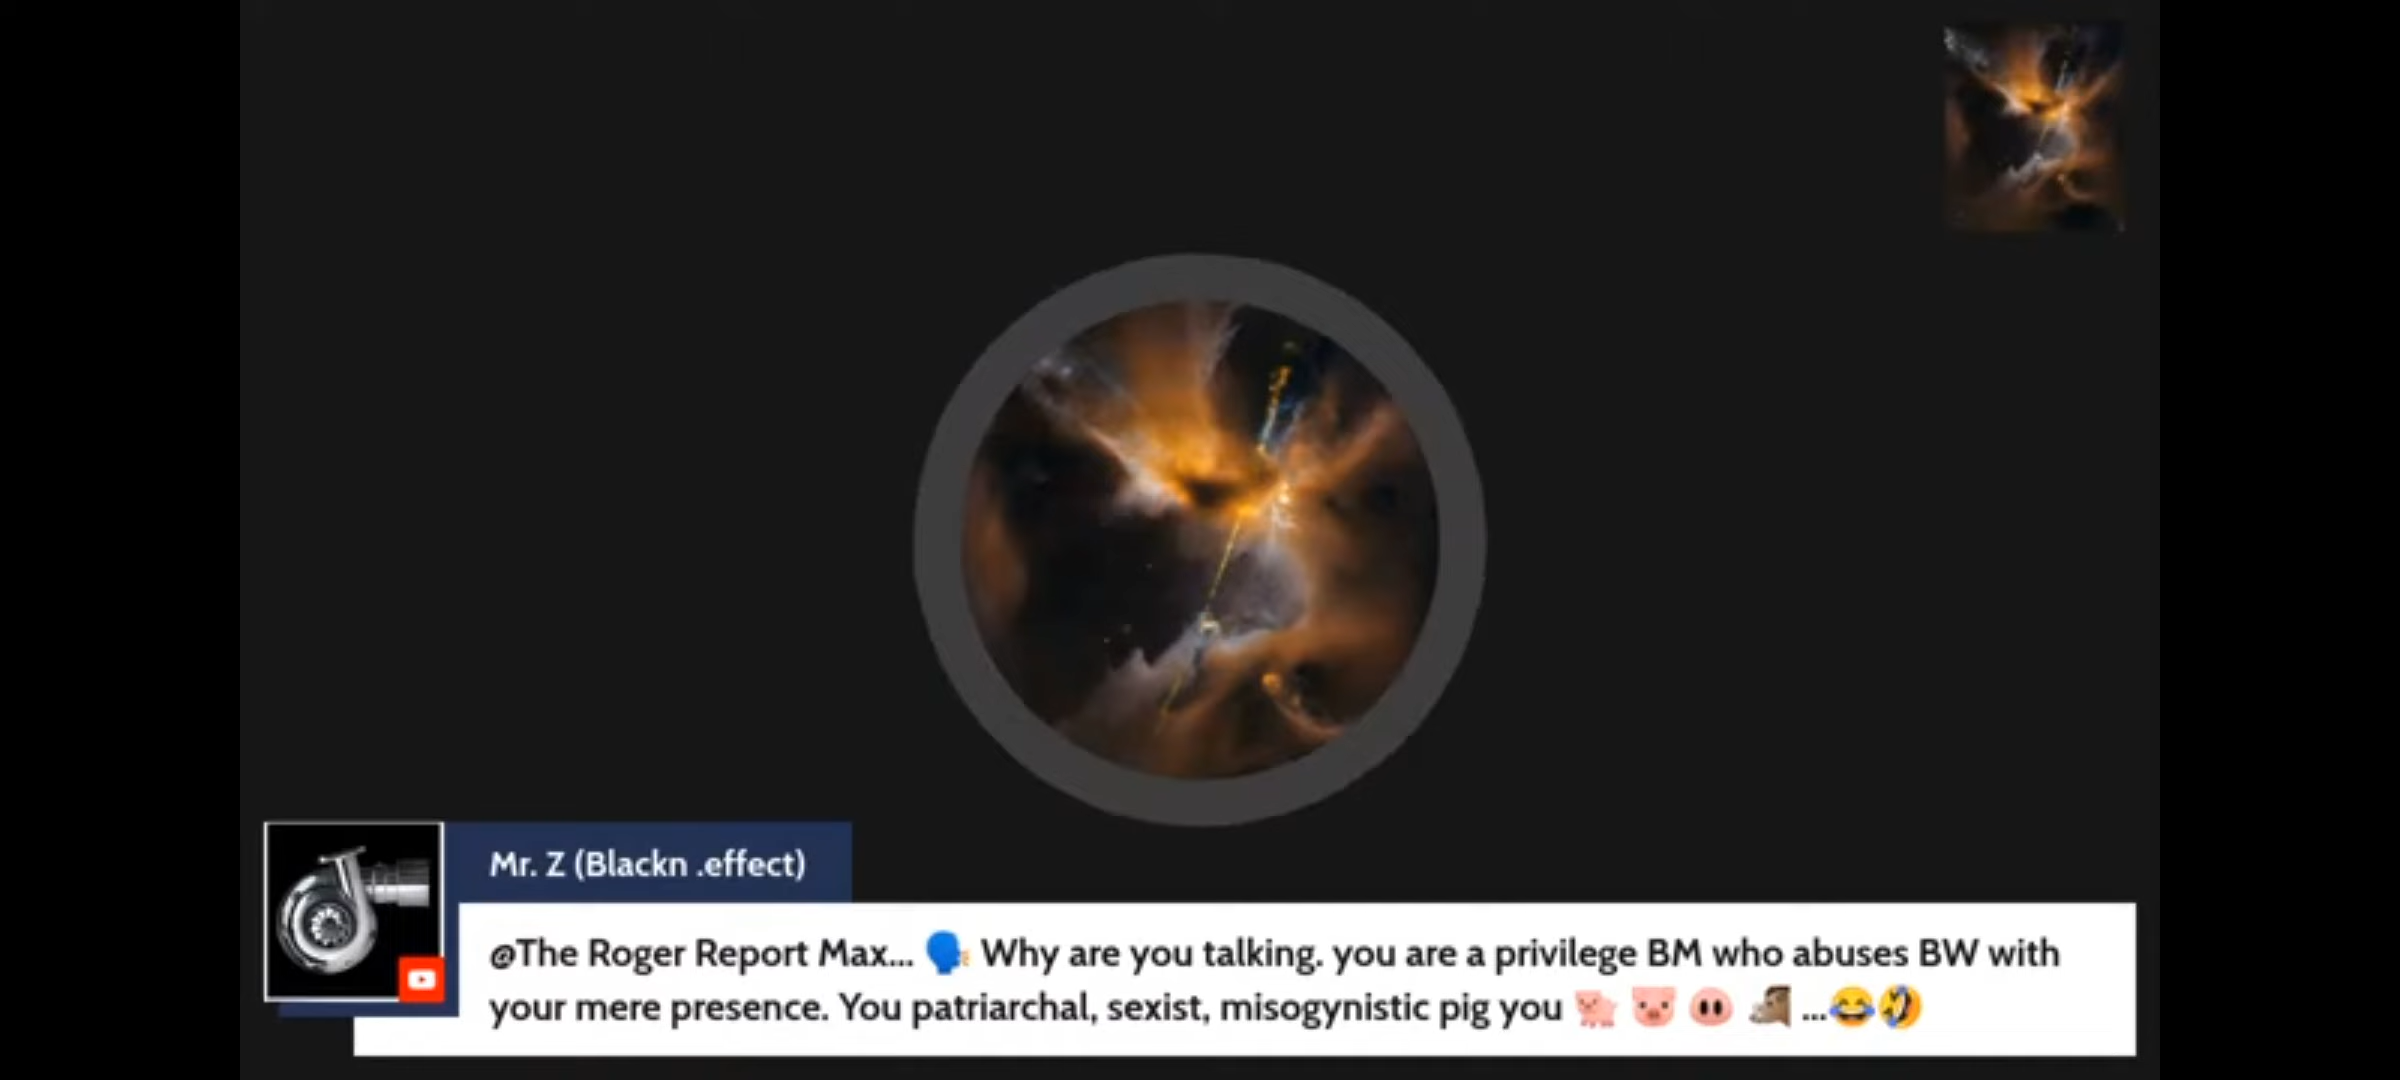 Mr. Z (Blackn .effect)
@The Roger Report Max... 🗣 Why are you talking. you are a privilege BM who abuses BW with
your mere presence. You patriarchal, sexist, misogynistic pig you 🐖 🐷 🐽 🐗 ...😂🤣